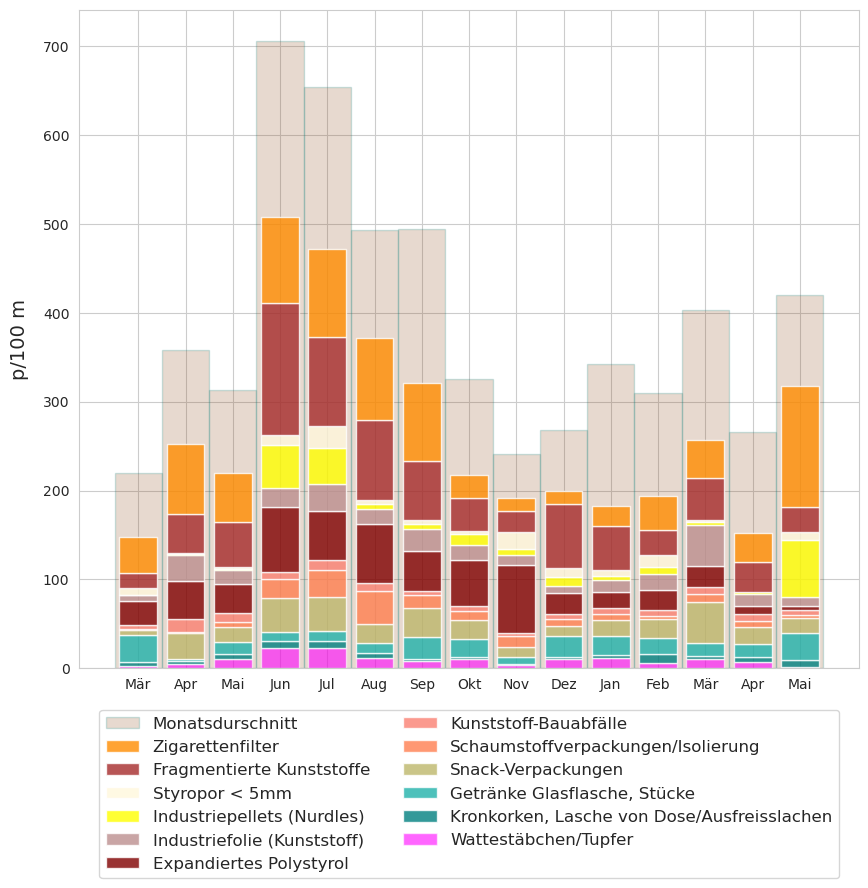 700
600
500
400
300
200
100
0
p/100 m
Mär Apr Mai Jun Jul Aug Sep Okt Nov Dez Jan Feb Mär Apr Mai
Monatsdurschnitt
Zigarettenfilter
Fragmentierte Kunststoffe
Styropor < 5mm
Industriepellets (Nurdles)
Industriefolie (Kunststoff)
Expandiertes Polystyrol
Kunststoff-Bauabfälle
Schaumstoffverpackungen/Isolierung
Snack-Verpackungen
Getränke Glasflasche, Stücke
Kronkorken, Lasche von Dose/Ausfreisslachen
Wattestäbchen/Tupfer